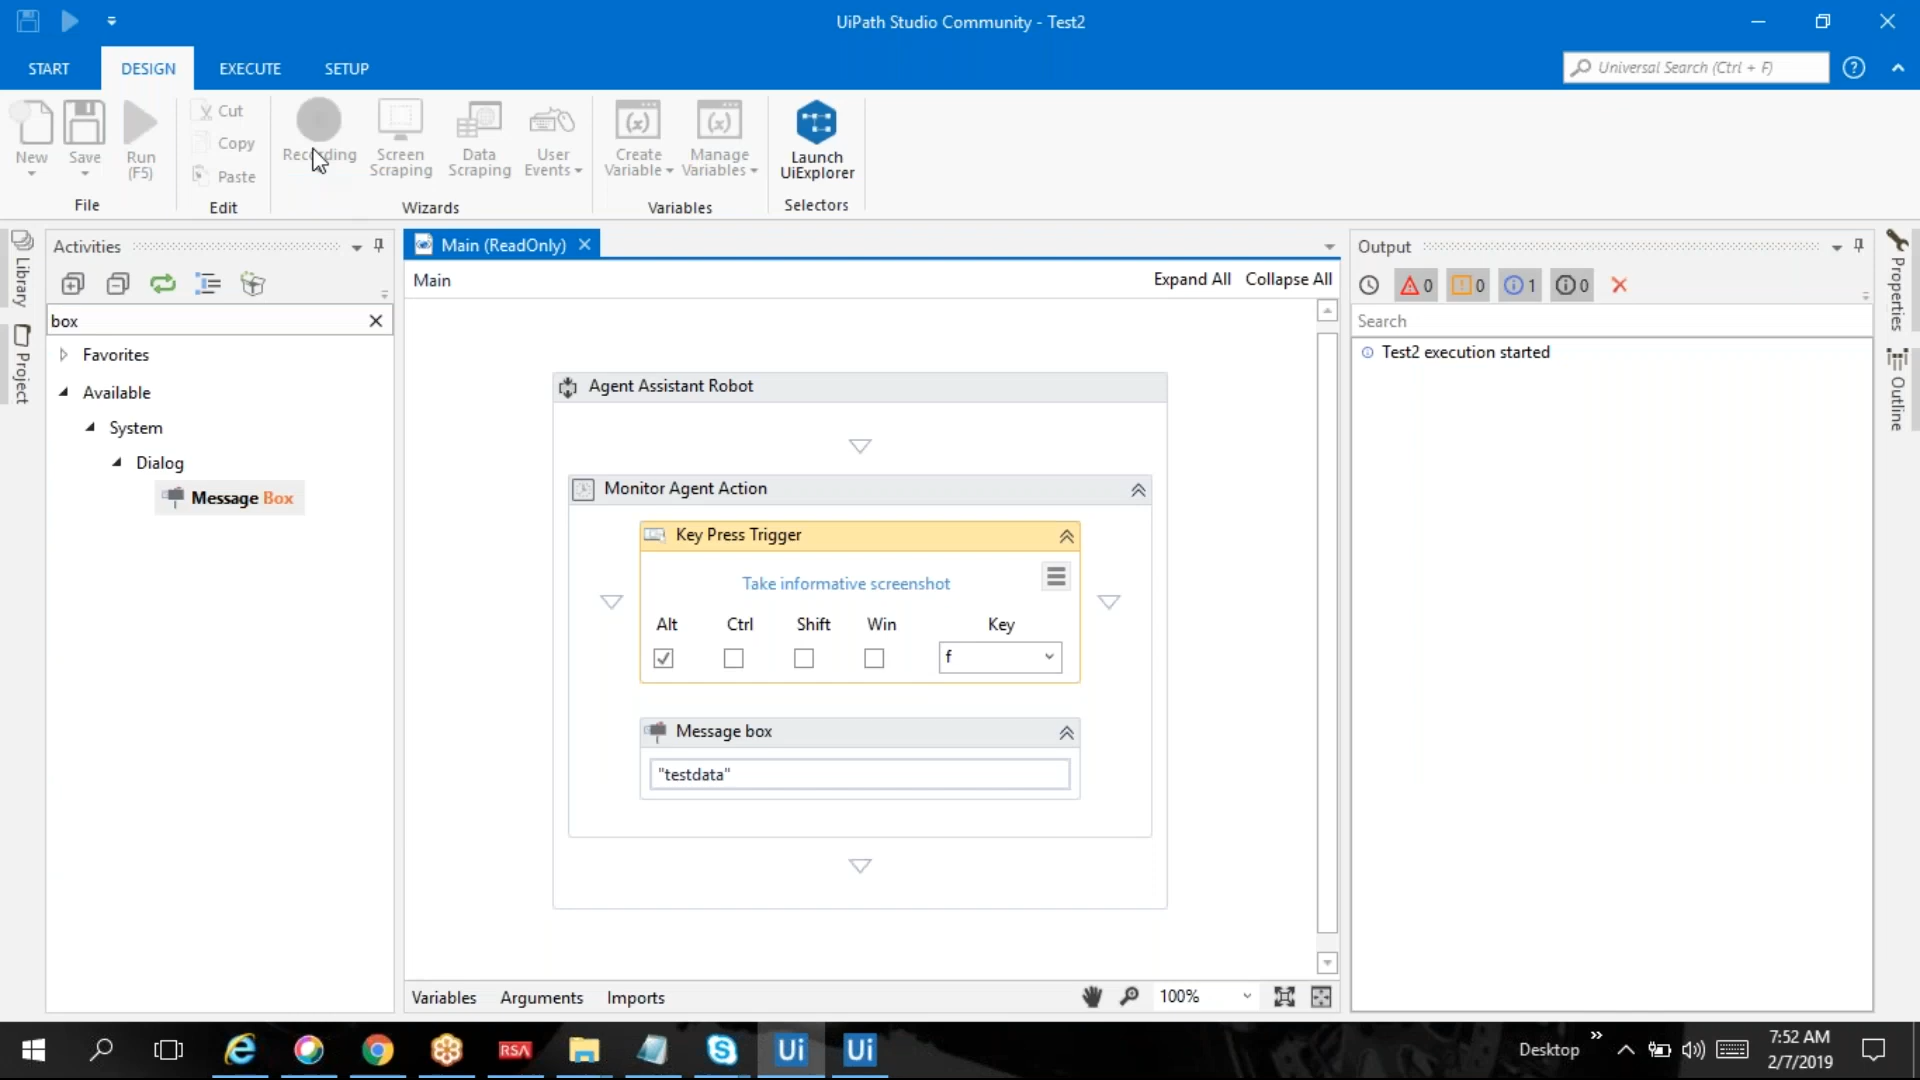 UiPath Studio Community - Test2
START
DESIGN
EXECUTE
SETUP
Universal Search (Ctrl + F)
New
Save
Run
(F5)
File
Cut
Copy
Paste
Edit
Recording
Screen
Scraping
Data
Scraping
User
Events
Wizards
Create
Variable
Manage
Variables
Variables
Launch
UiExplorer
Selectors
Library
Project
Activities
box
Favorites
Available
System
Dialog
Message Box
Main (ReadOnly)
Main
Expand All
Collapse All
Agent Assistant Robot
Monitor Agent Action
Key Press Trigger
Take informative screenshot
Alt
Ctrl
Shift
Win
Key
f
Message box
"testdata"
Variables
Arguments
Imports
100%
Output
0
0
1
0
Search
Test2 execution started
Properties
Outline
RSA
Ui
Ui
Desktop
7:52 AM
2/7/2019